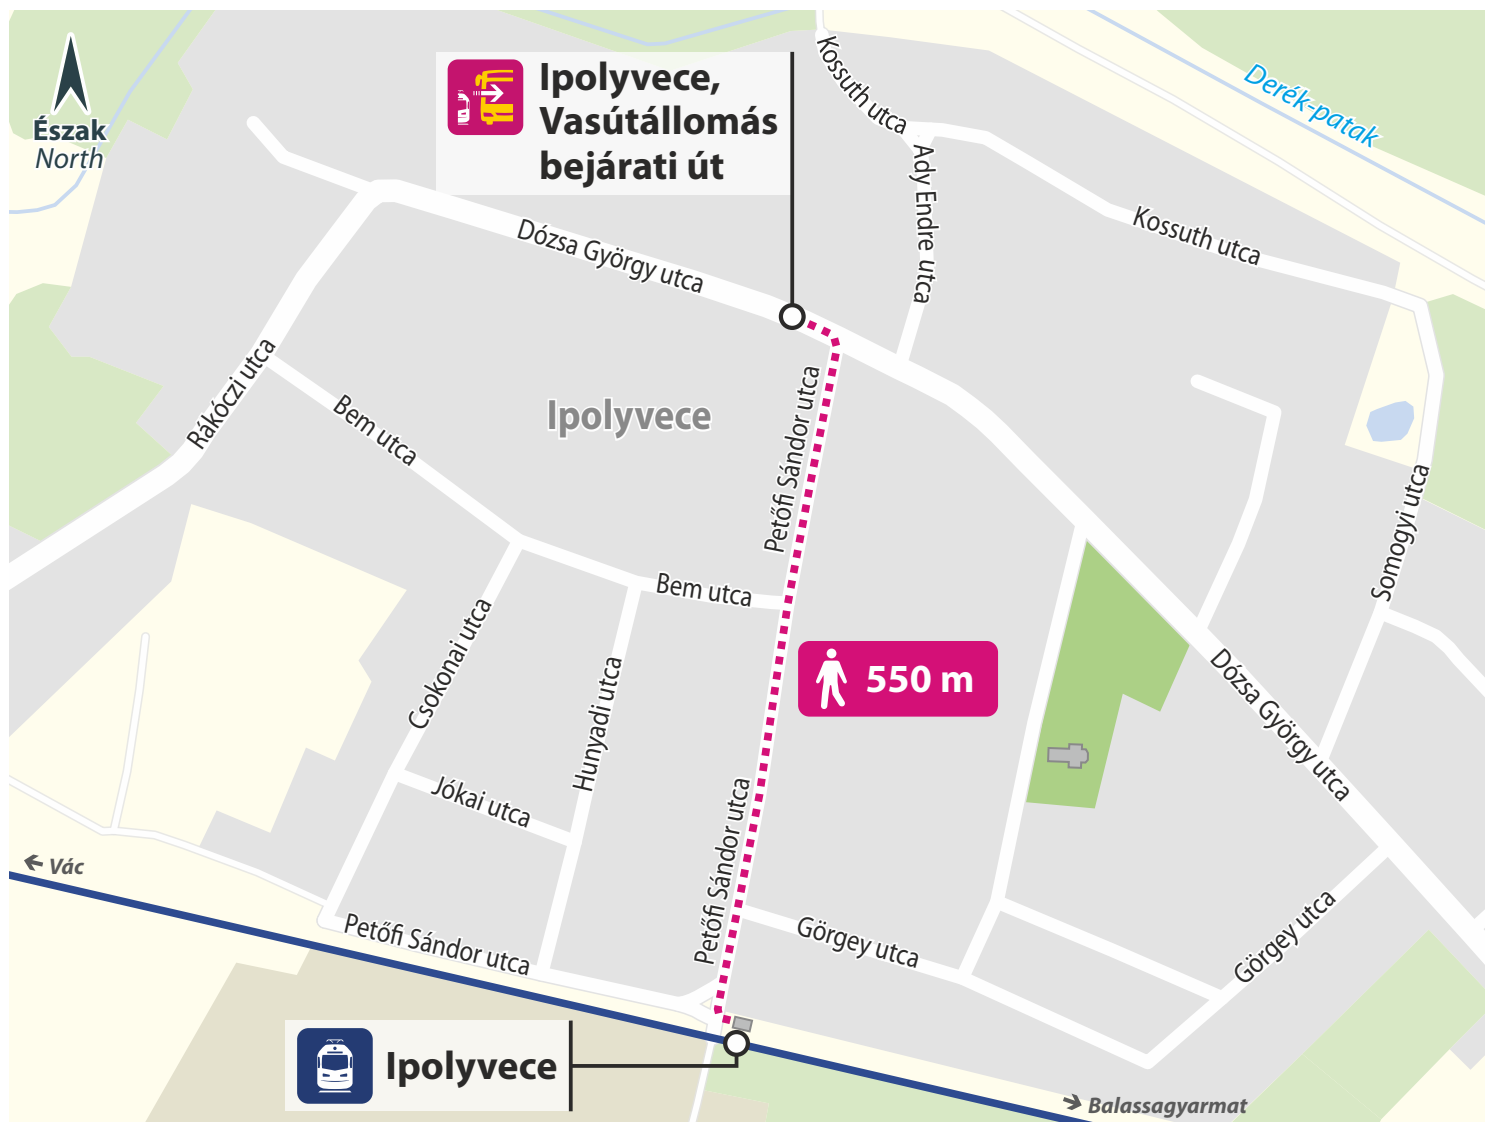 Észak
North
Ipolyvece,
Vasútállomás
bejárati út
Kossuth utca
Derék-patak
Ady Endre utca
Kossuth utca
Dózsa György utca
Rákóczi utca
Bem utca
Ipolyvece
Petőfi Sándor utca
Somogyi utca
Bem utca
Csokonai utca
Hunyadi utca
550 m
Dózsa György utca
Jókai utca
Petőfi Sándor utca
Vác
Petőfi Sándor utca
Görgey utca
Görgey utca
Ipolyvece
Balassagyarmat